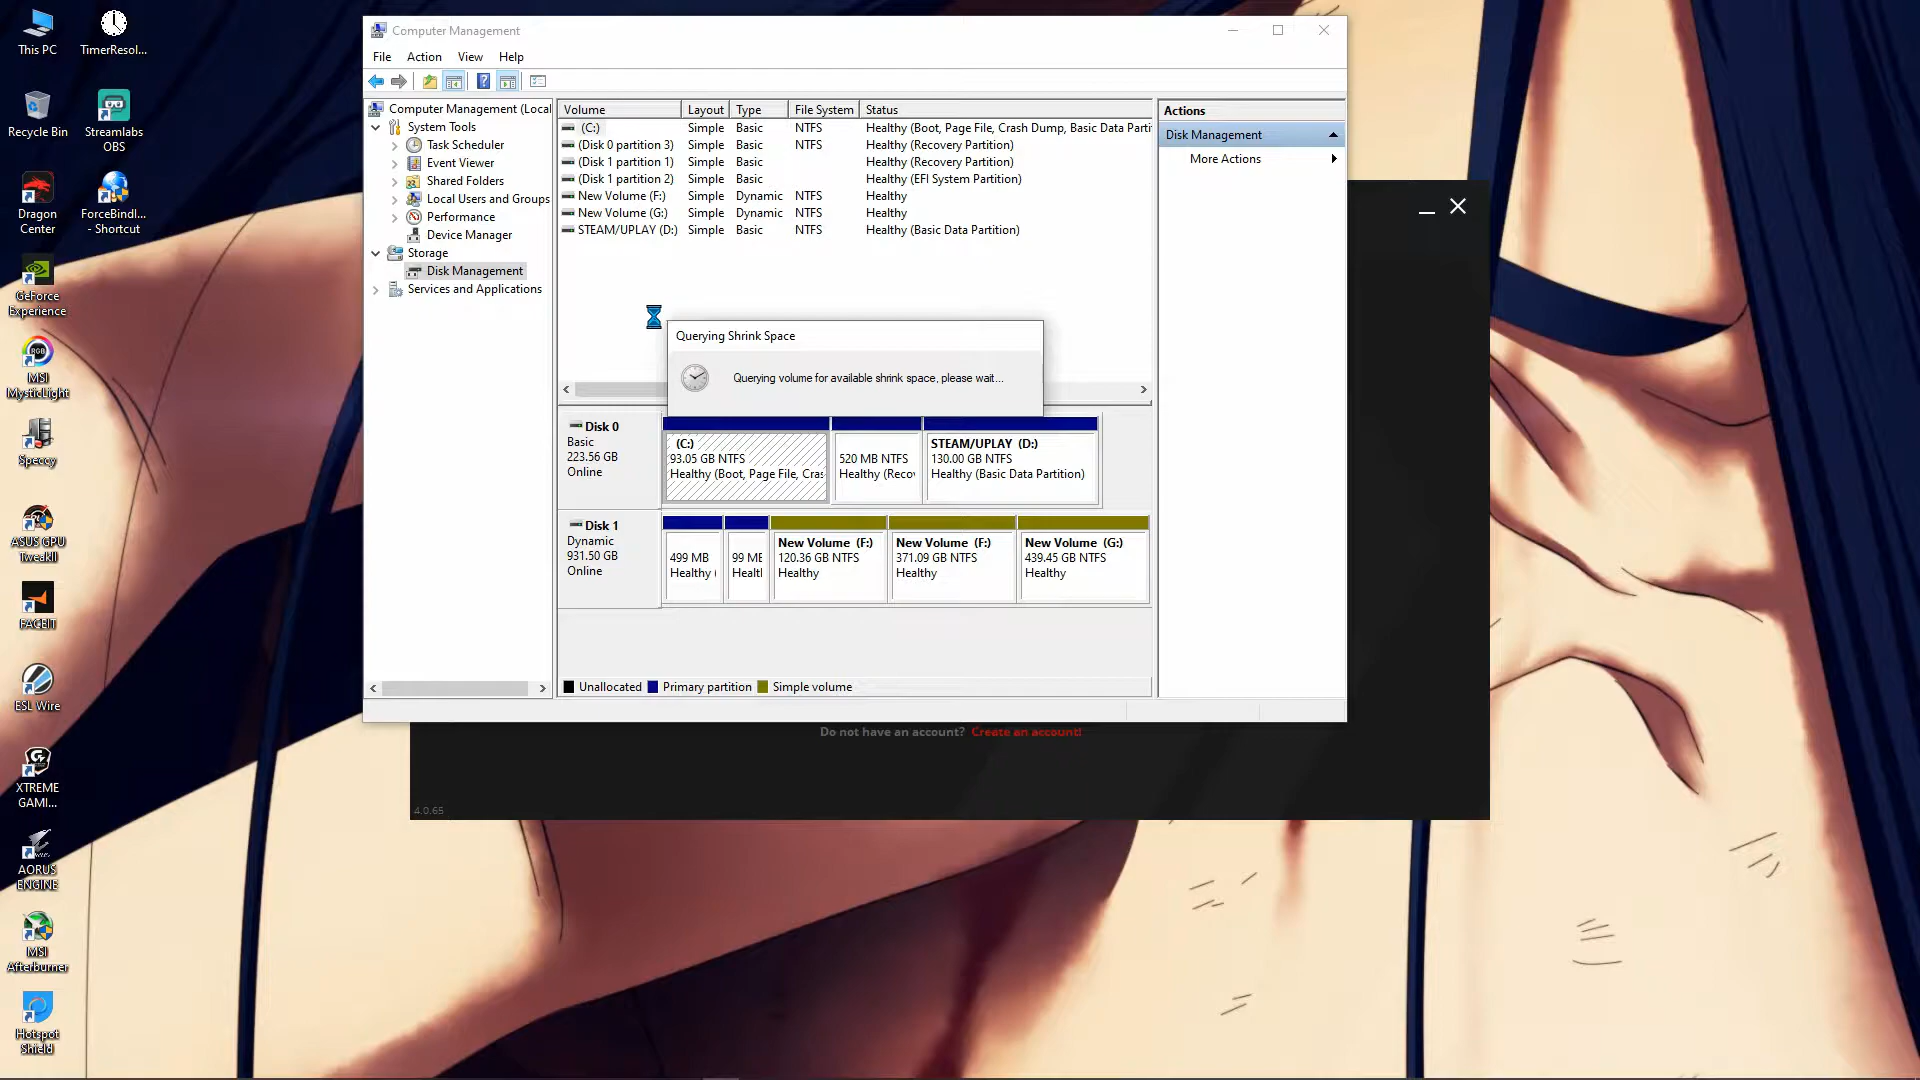 This PC
TimerResol...
Recycle Bin
Streamlabs
OBS
Dragon
Center
ForceBindI...
- Shortcut
GeForce
Experience
RGB
MSI
MysticLight
Speccy
ASUS GPU
TweakII
FACEIT
ESL Wire
XTREME
GAMI...
AORUS
ENGINE
MSI
Afterburner
Hotspot
Shield
Computer Management
File Action View Help
Computer Management (Local
System Tools
Task Scheduler
Event Viewer
Shared Folders
Local Users and Groups
Performance
Device Manager
Storage
Disk Management
Services and Applications
Volume Layout Type File System Status
(C:) Simple Basic NTFS Healthy (Boot, Page File, Crash Dump, Basic Data Parti
(Disk 0 partition 3) Simple Basic NTFS Healthy (Recovery Partition)
(Disk 1 partition 1) Simple Basic Healthy (Recovery Partition)
(Disk 1 partition 2) Simple Basic Healthy (EFI System Partition)
New Volume (F:) Simple Dynamic NTFS Healthy
New Volume (G:) Simple Dynamic NTFS Healthy
STEAM/UPLAY (D:) Simple Basic NTFS Healthy (Basic Data Partition)
Querying Shrink Space
Querying volume for available shrink space, please wait...
Disk 0
Basic
223.56 GB
Online
(C:)
93.05 GB NTFS
Healthy (Boot, Page File, Cras
520 MB NTFS
Healthy (Reco
STEAM/UPLAY (D:)
130.00 GB NTFS
Healthy (Basic Data Partition)
Disk 1
Dynamic
931.50 GB
Online
499 MB
Healthy (
99 ME
Healtl
New Volume (F:)
120.36 GB NTFS
Healthy
New Volume (F:)
371.09 GB NTFS
Healthy
New Volume (G:)
439.45 GB NTFS
Healthy
Unallocated Primary partition Simple volume
Actions
Disk Management
More Actions
Do not have an account? Create an account!
4.0.65